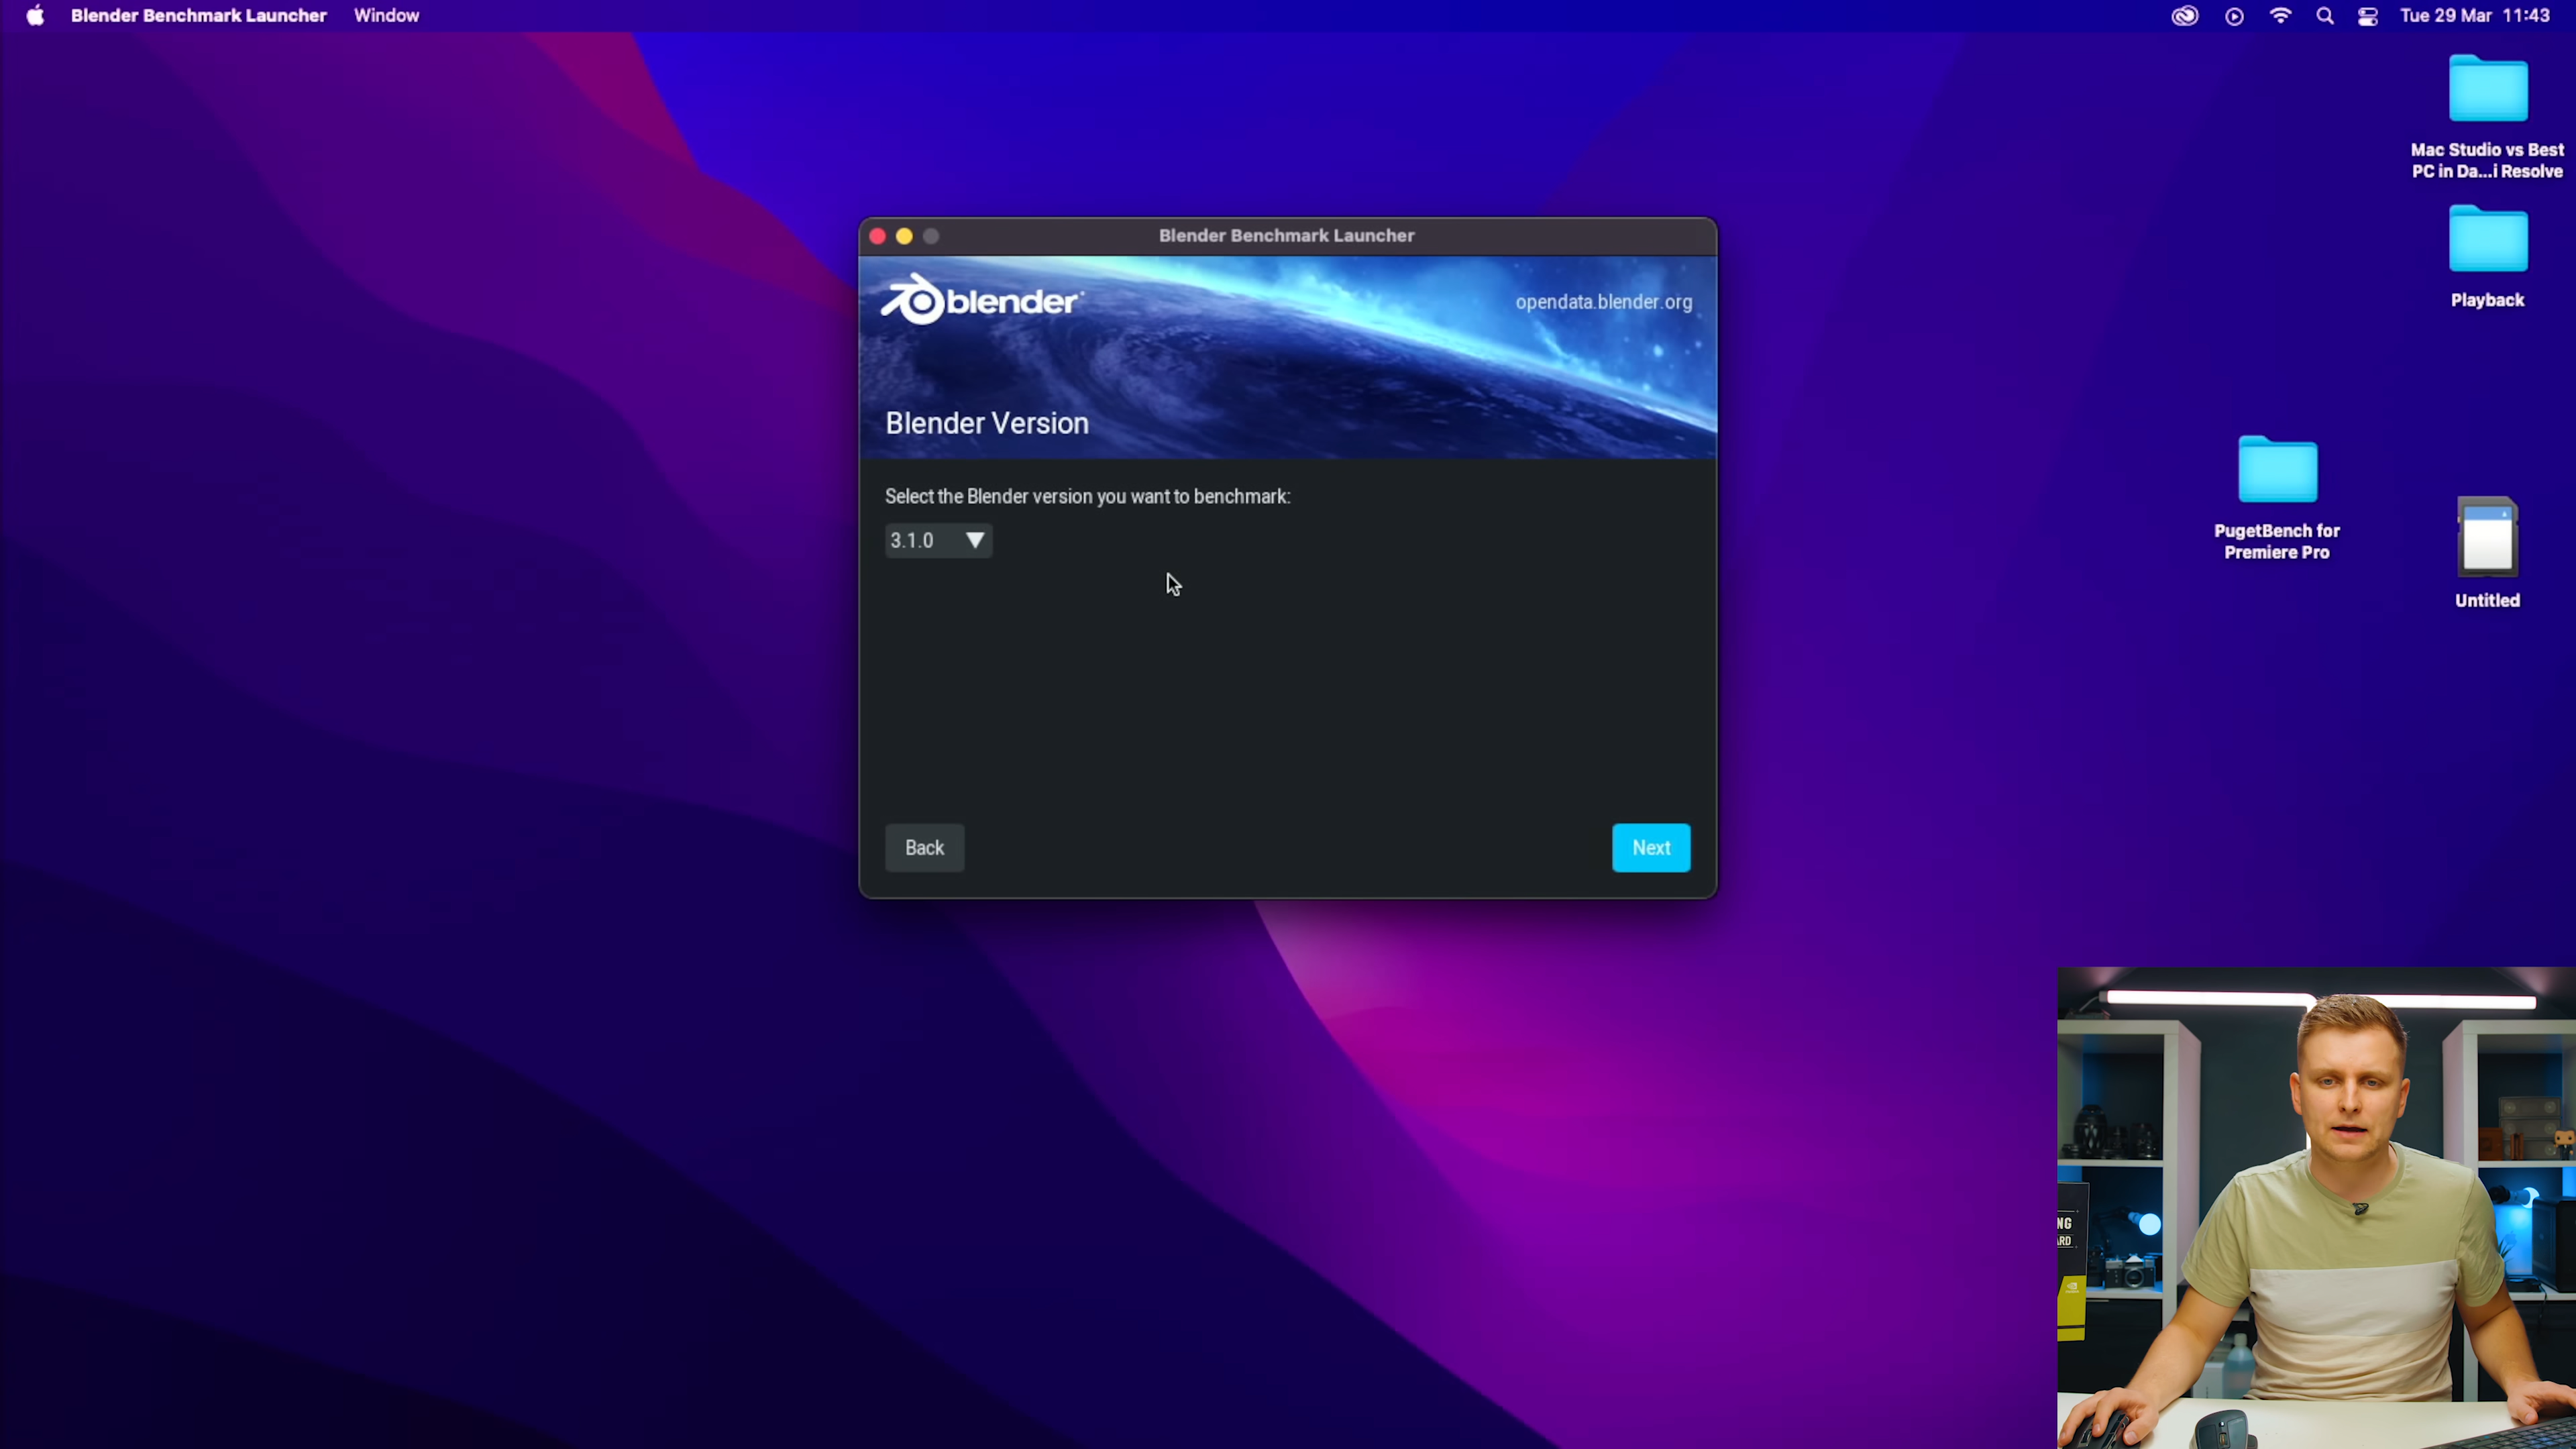 Blender Benchmark Launcher Window
Tue 29 Mar 11:43
Mac Studio vs Best
PC in Da...i Resolve
Playback
Blender Benchmark Launcher
blender
opendata.blender.org
Blender Version
Select the Blender version you want to benchmark:
3.1.0
PugetBench for
Premiere Pro
Untitled
Back
Next
NG
ARD